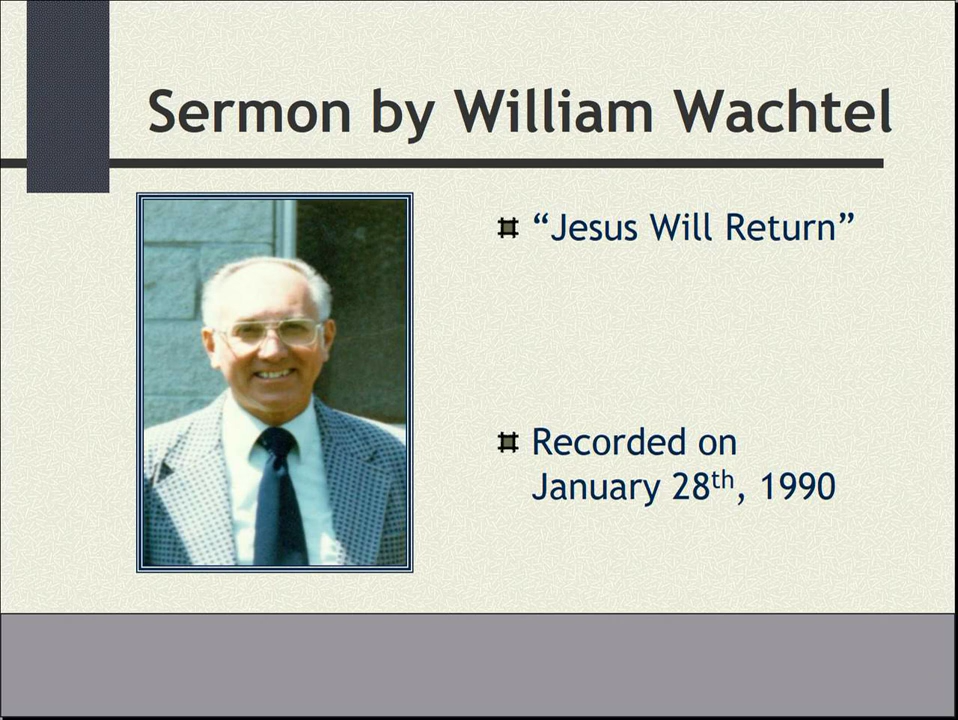 Sermon by William Wachtel
“Jesus Will Return”
Recorded on
January 28th, 1990